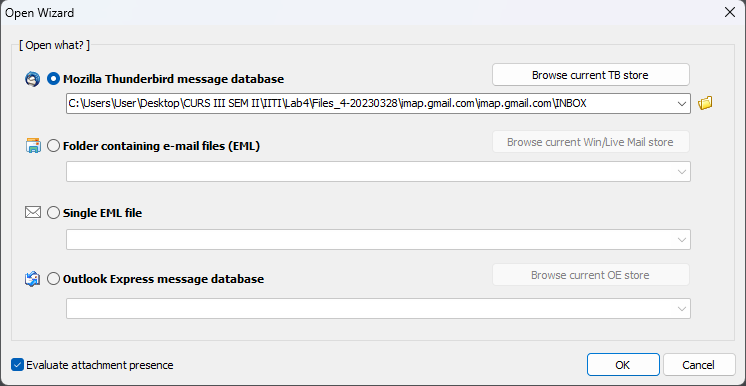 Open Wizard
[ Open what? ]
Mozilla Thunderbird message database
Browse current TB store
C:\Users\User\Desktop\CURS III SEM II\IITI\Lab4\Files_4-20230328\imap.gmail.com\imap.gmail.com\INBOX
Folder containing e-mail files (EML)
Browse current Win/Live Mail store
Single EML file
Outlook Express message database
Browse current OE store
Evaluate attachment presence
OK
Cancel